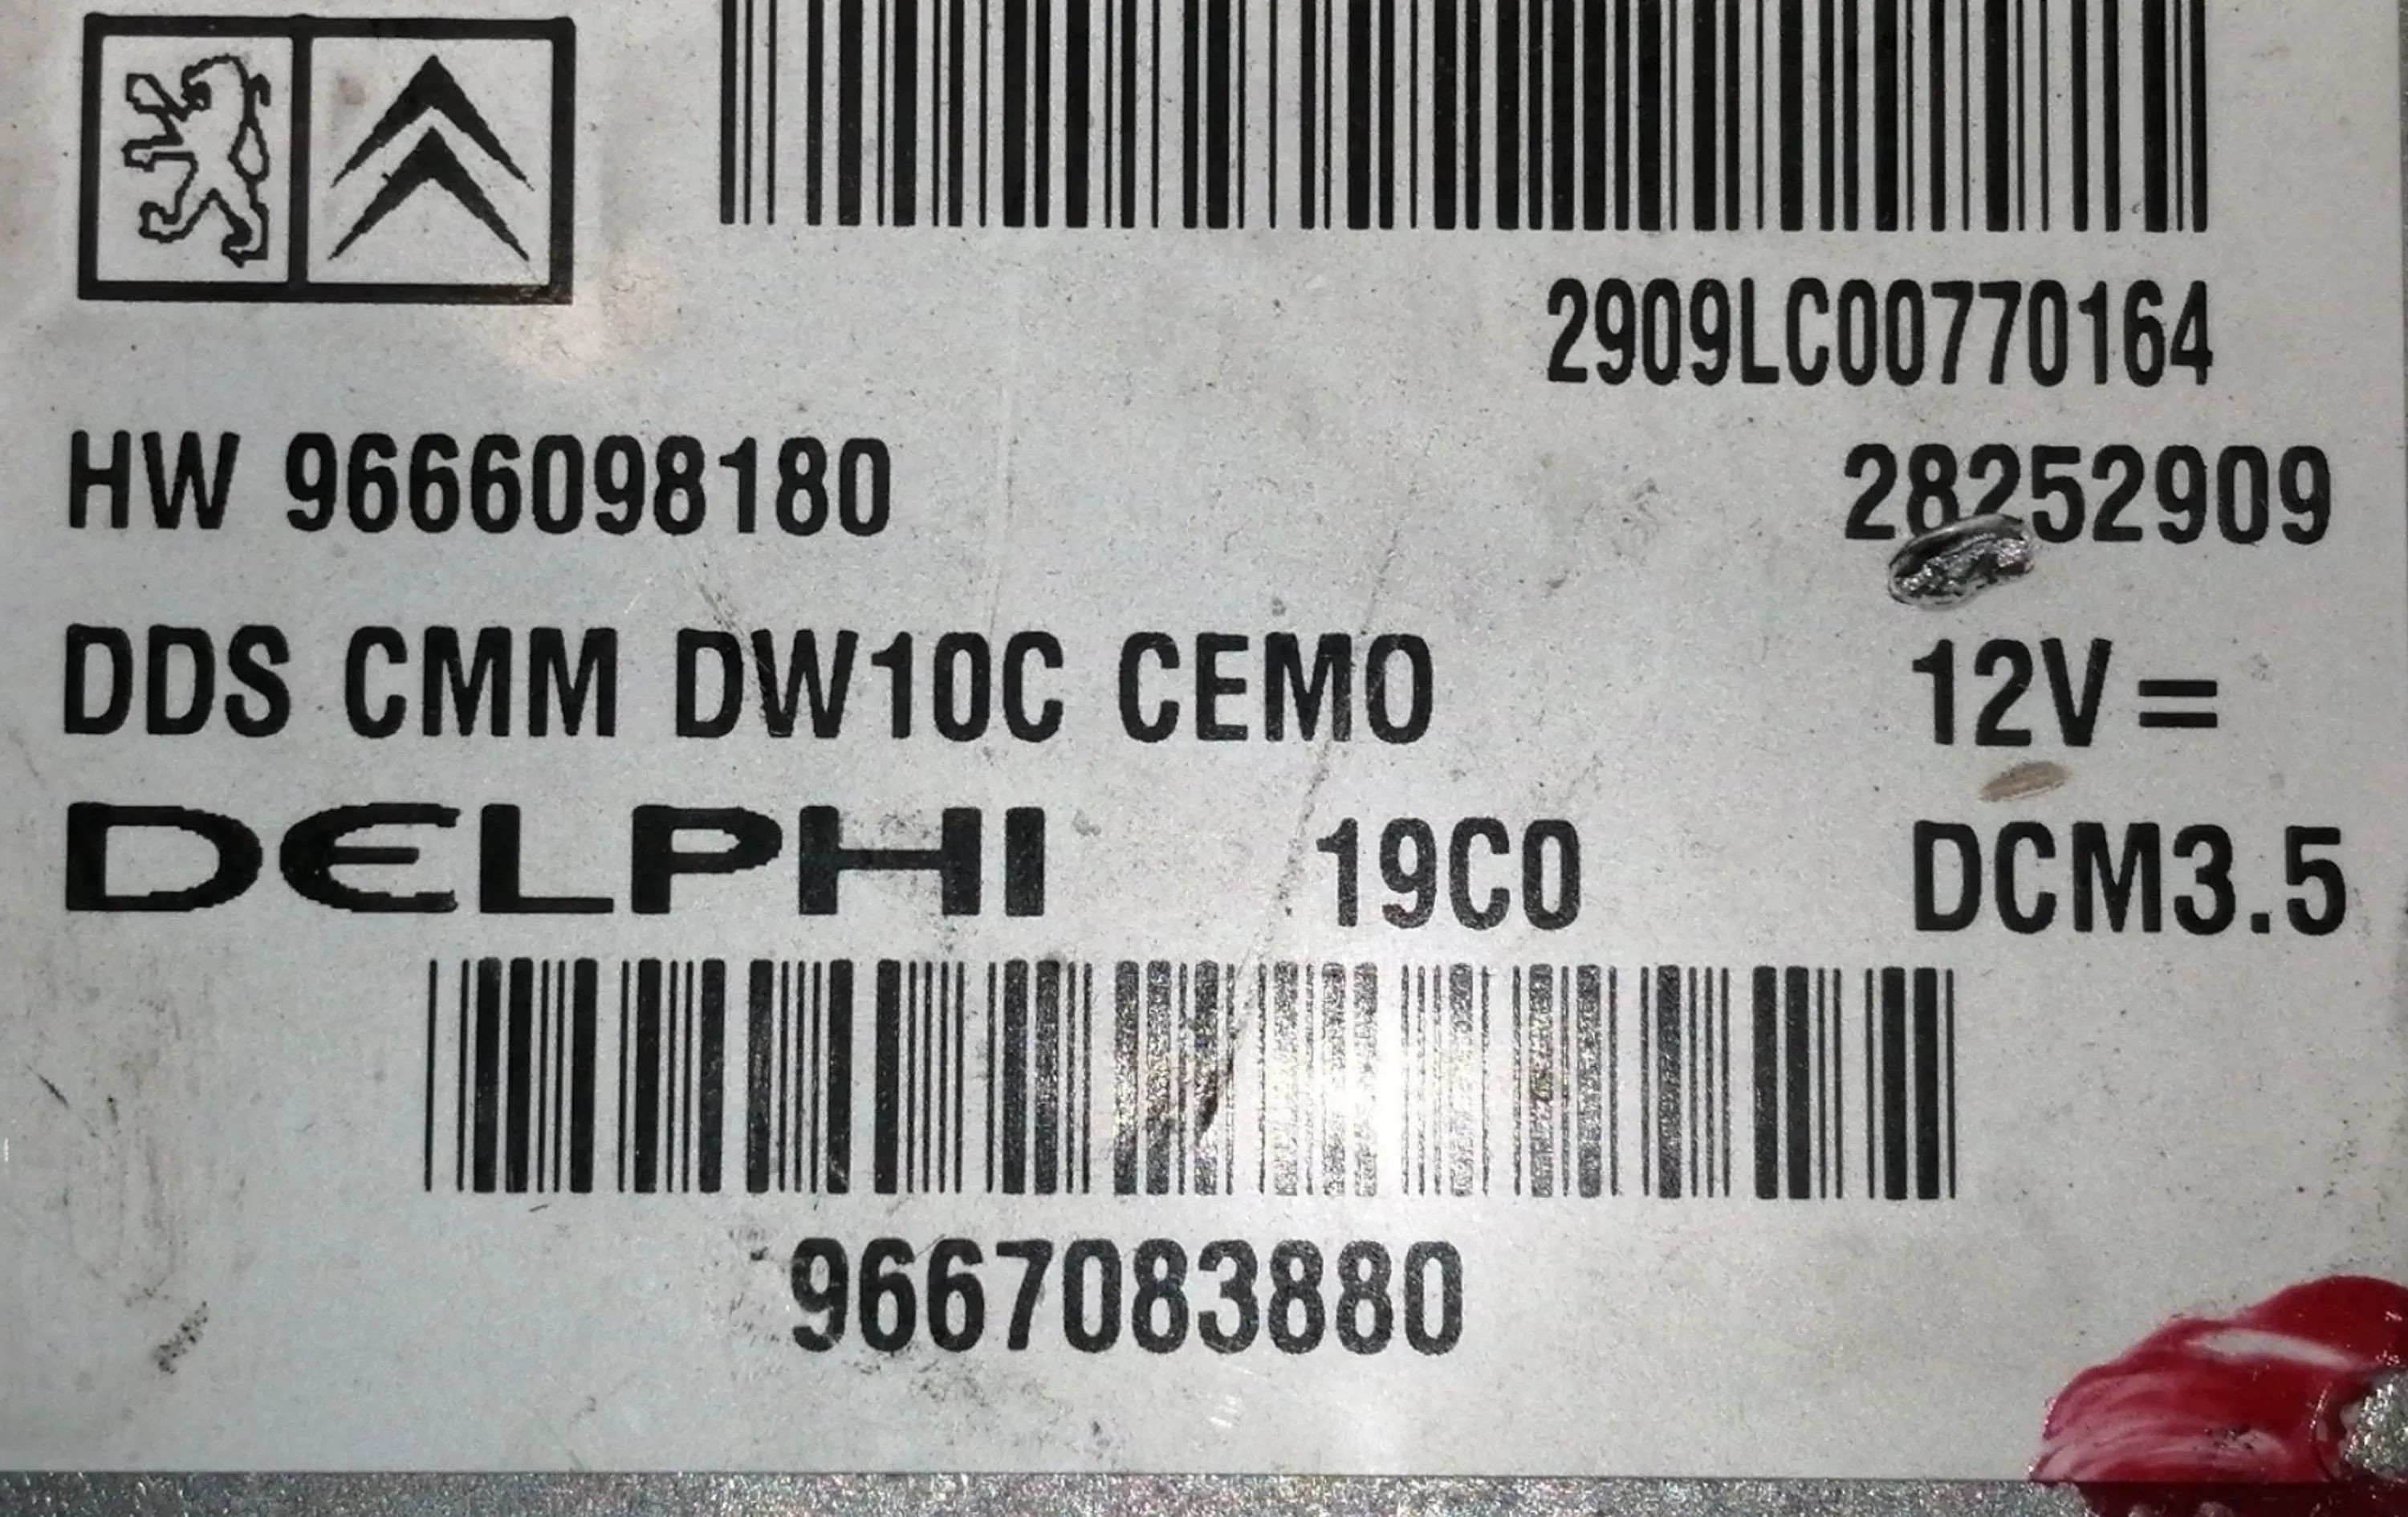 2909LC00770164
HW 9666098180 28252909
DDS CMM DW10C CEMO 12V=
DELPHI 19C0 DCM3.5
9667083880